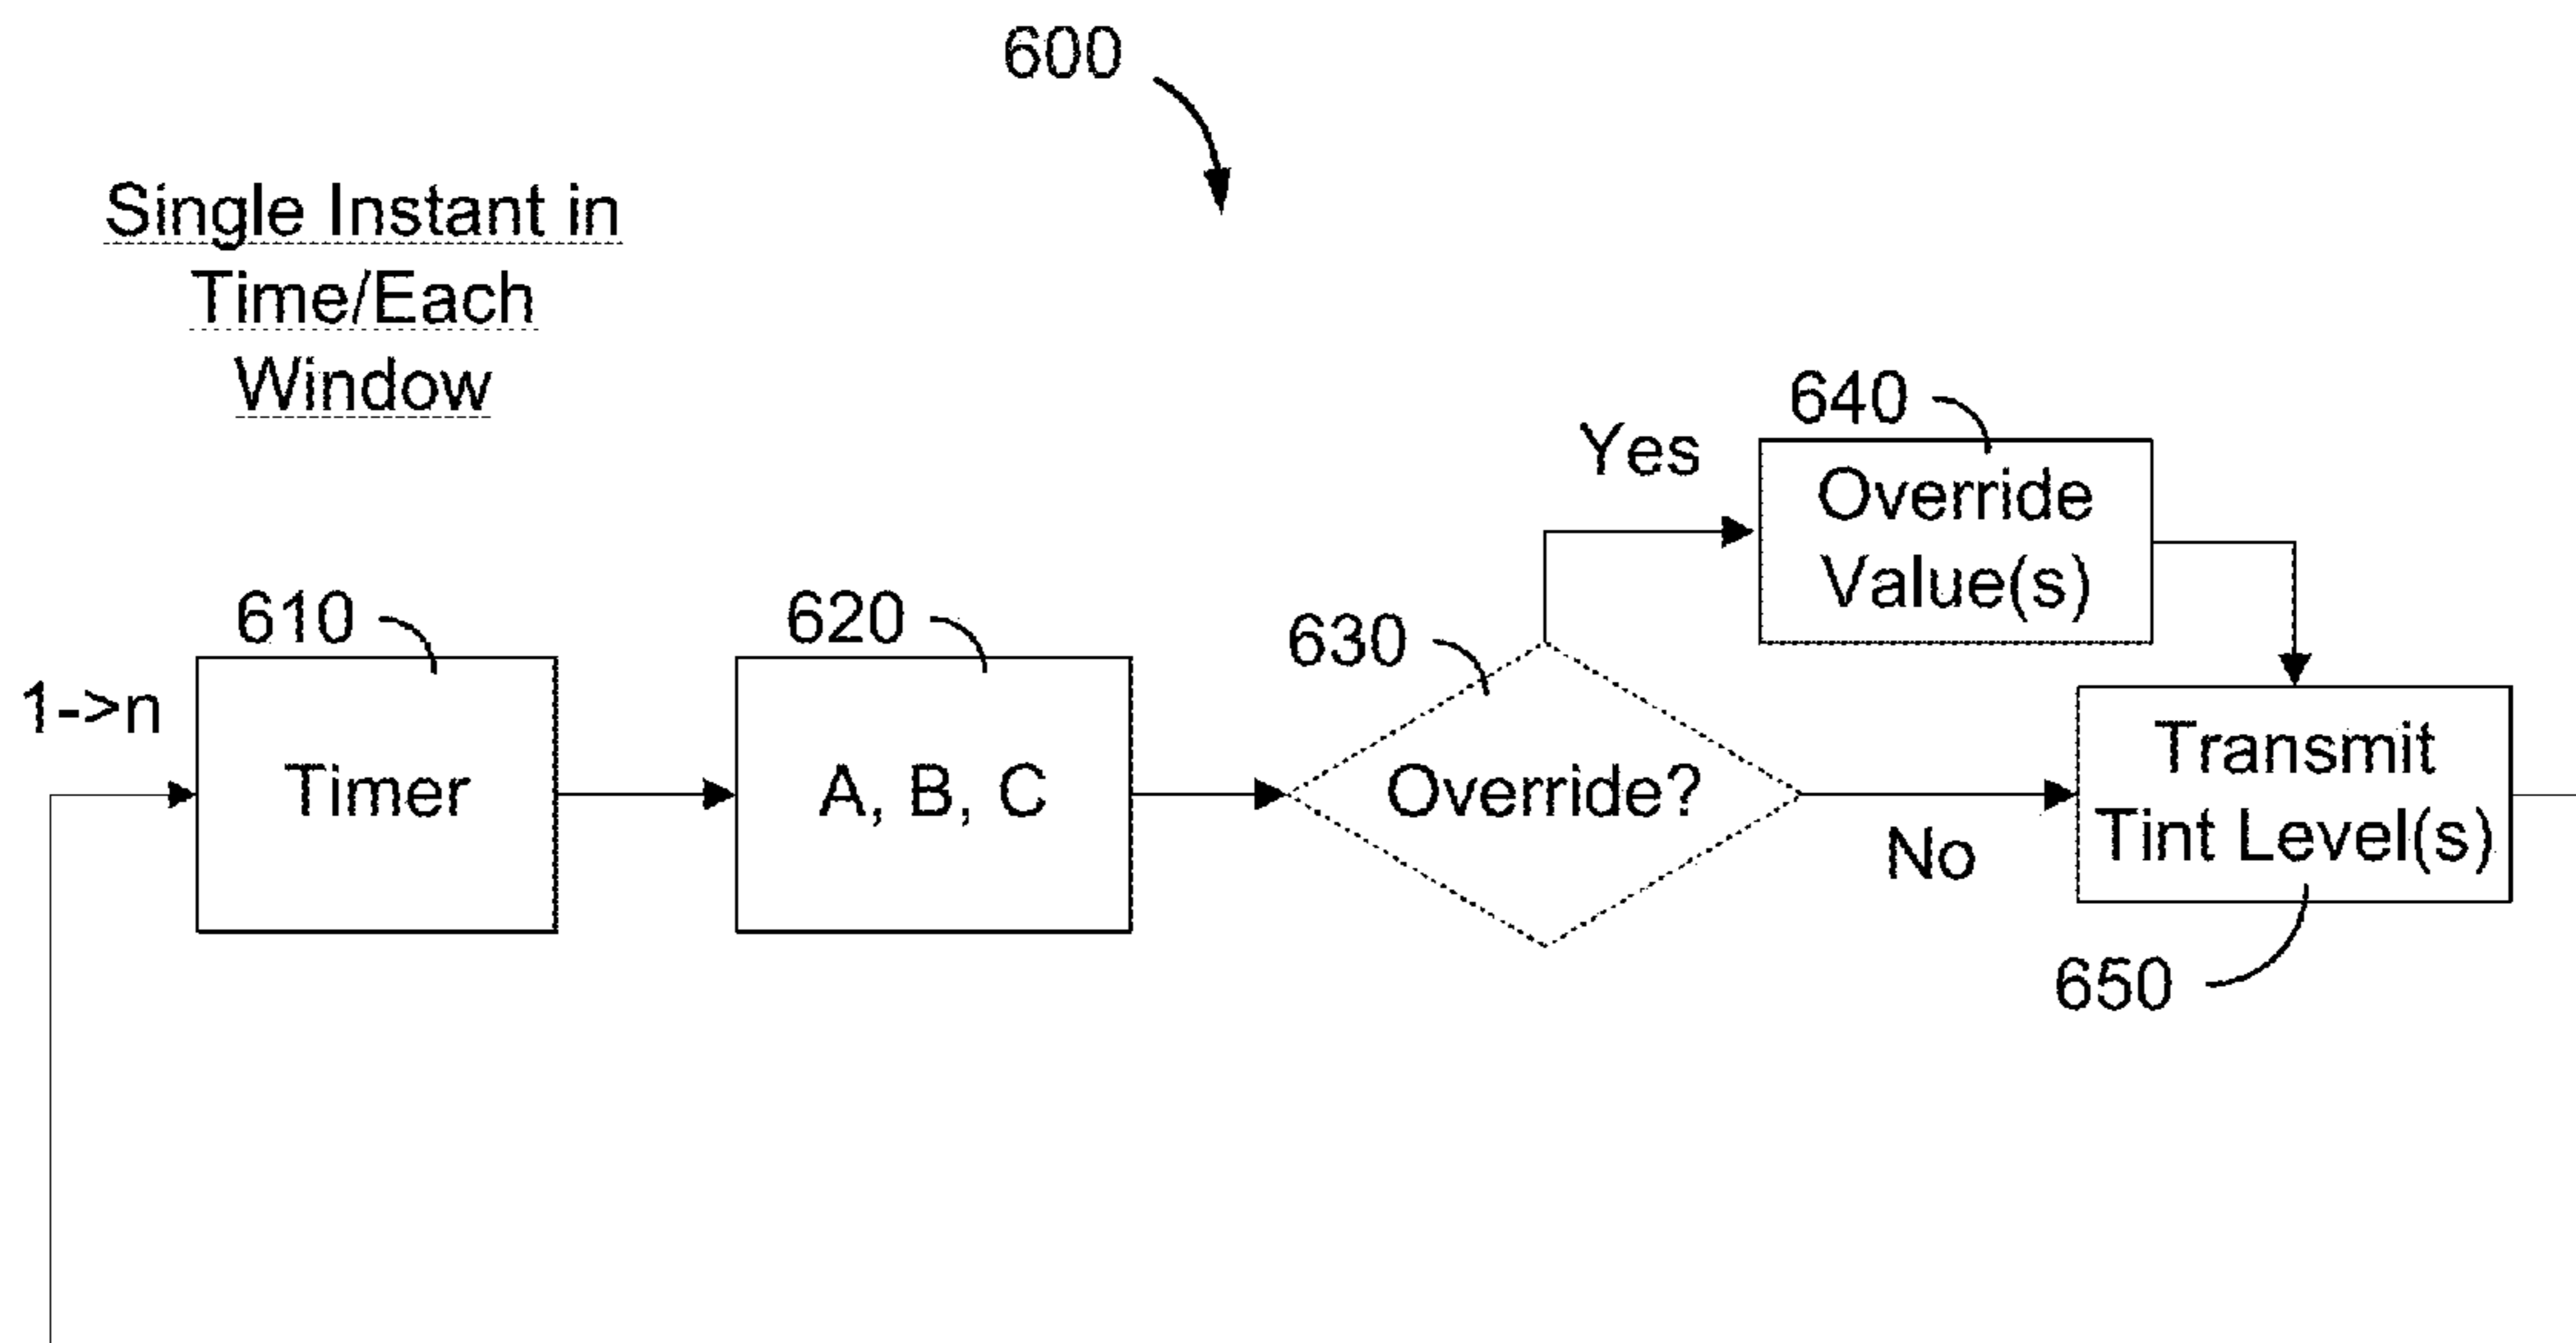 600
Single Instant in
Time/Each
Window
640
Yes
Override
Value(s)
610
620
630
1->n
Timer
A, B, C
Override?
Transmit
Tint Level(s)
No
650